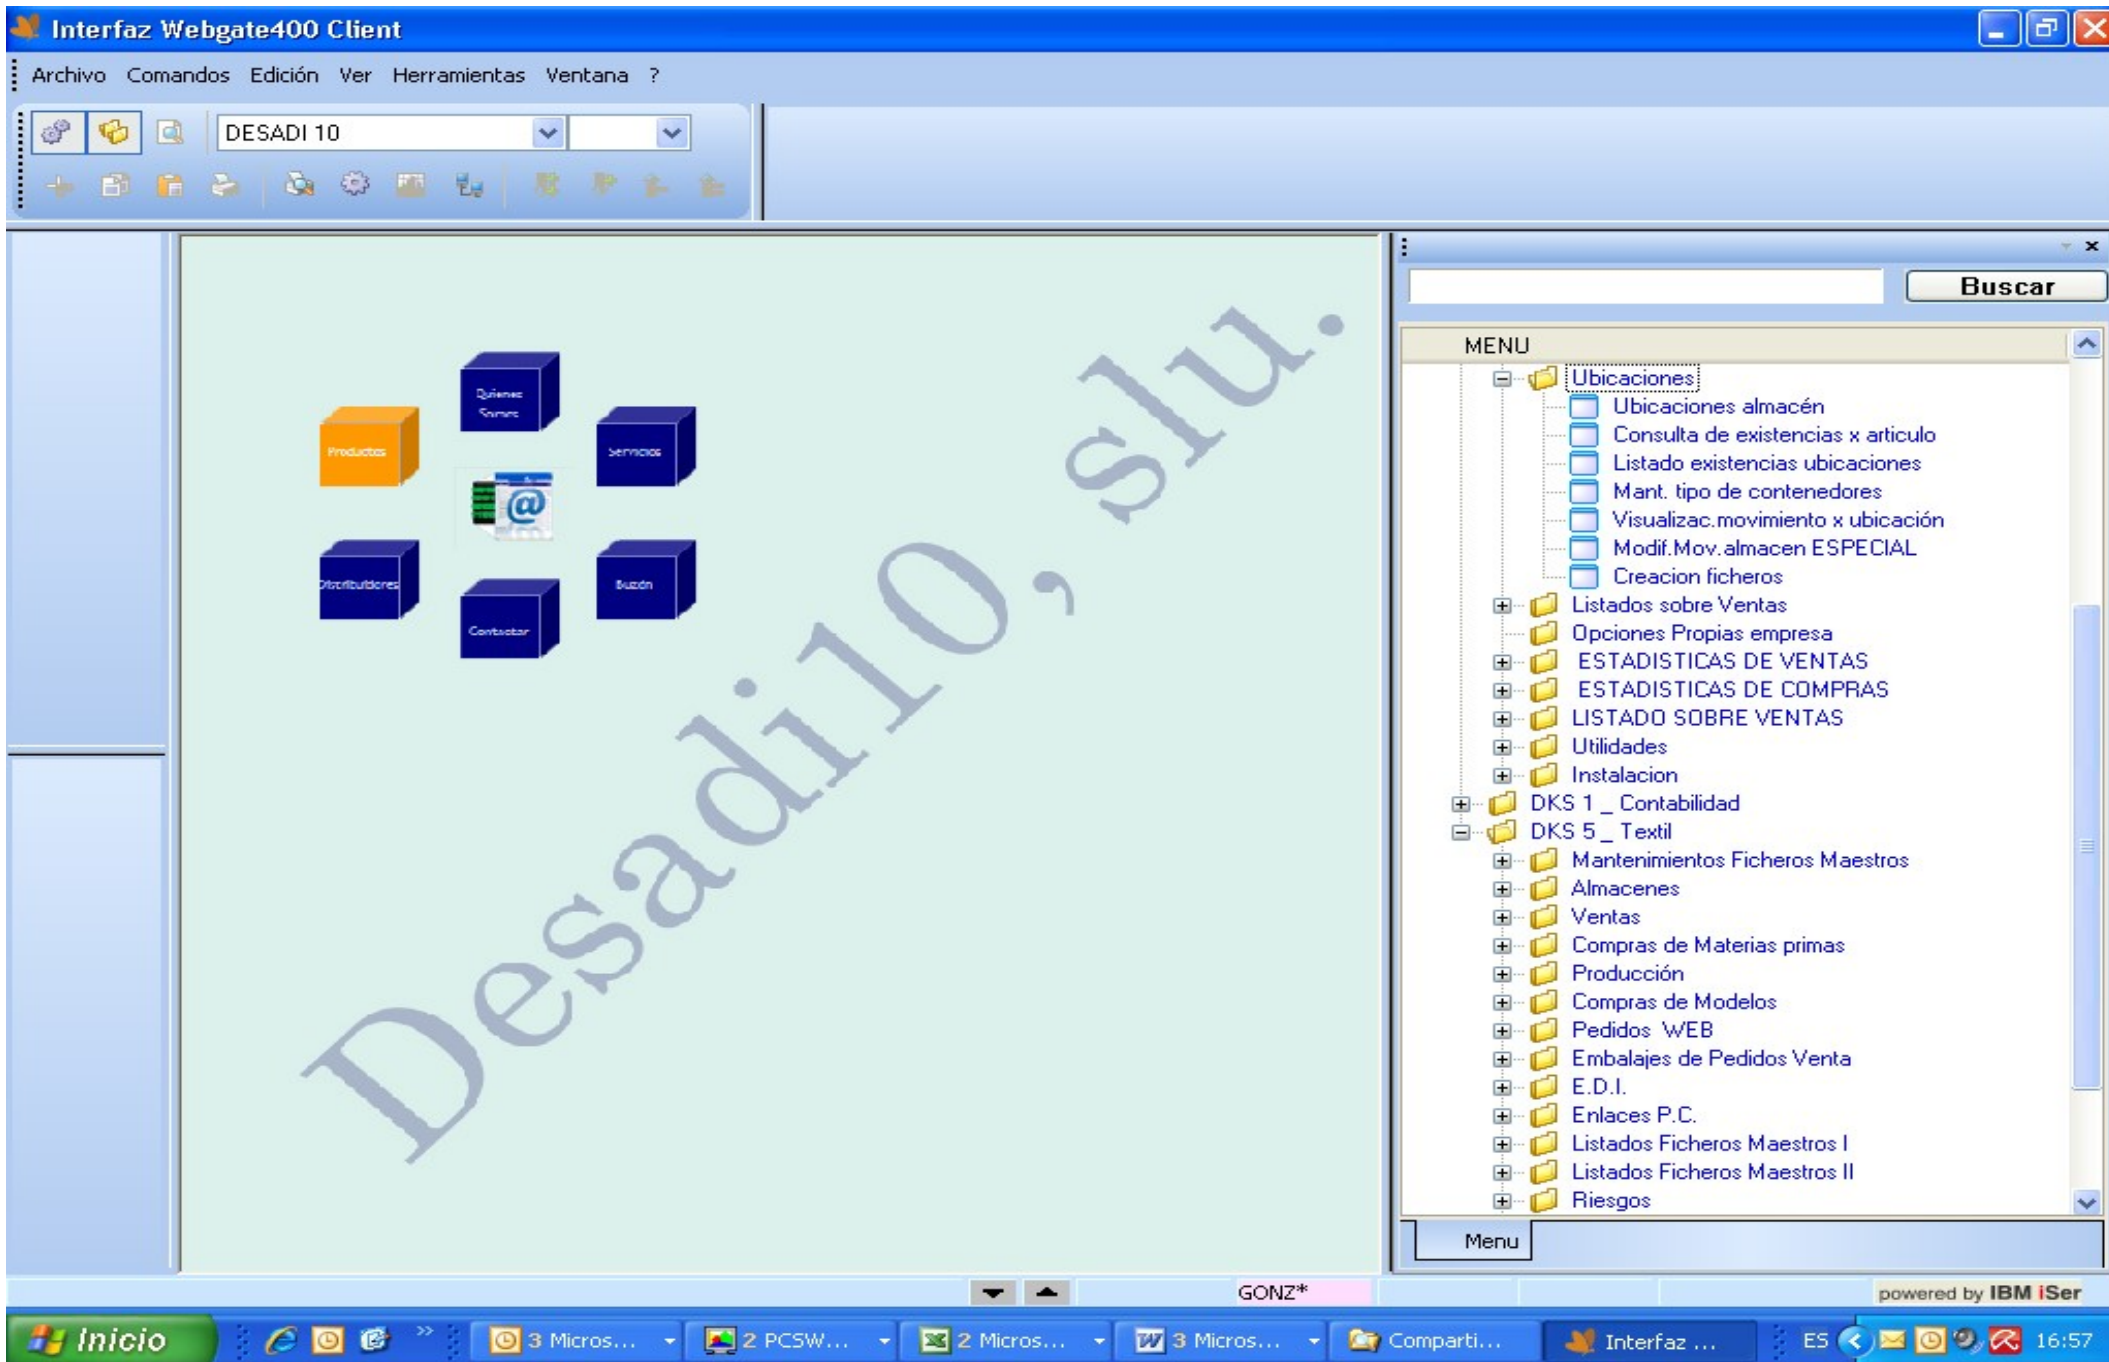 Interfaz Webgate400 Client
Archivo Comandos Edición Ver Herramientas Ventana ?
DESADI 10
Buscar
MENU
Ubicaciones
Ubicaciones almacén
Consulta de existencias x articulo
Listado existencias ubicaciones
Mant. tipo de contenedores
Visualizac.movimiento x ubicación
Modif.Mov.almacen ESPECIAL
Creacion ficheros
Listados sobre Ventas
Opciones Propias empresa
ESTADISTICAS DE VENTAS
ESTADISTICAS DE COMPRAS
LISTADO SOBRE VENTAS
Utilidades
Instalacion
DKS 1 _ Contabilidad
DKS 5 _ Textil
Mantenimientos Ficheros Maestros
Almacenes
Ventas
Compras de Materias primas
Producción
Compras de Modelos
Pedidos WEB
Embalajes de Pedidos Venta
E.D.I.
Enlaces P.C.
Listados Ficheros Maestros I
Listados Ficheros Maestros II
Riesgos
Menu
Quienes
Somos
Productos
Servicios
@
Distribuidores
Buzón
Contactar
Desadi10, slu.
GONZ*
powered by IBM iSer
Inicio
3 Micros...
2 PCSW...
2 Micros...
3 Micros...
Comparti...
Interfaz ...
ES
16:57